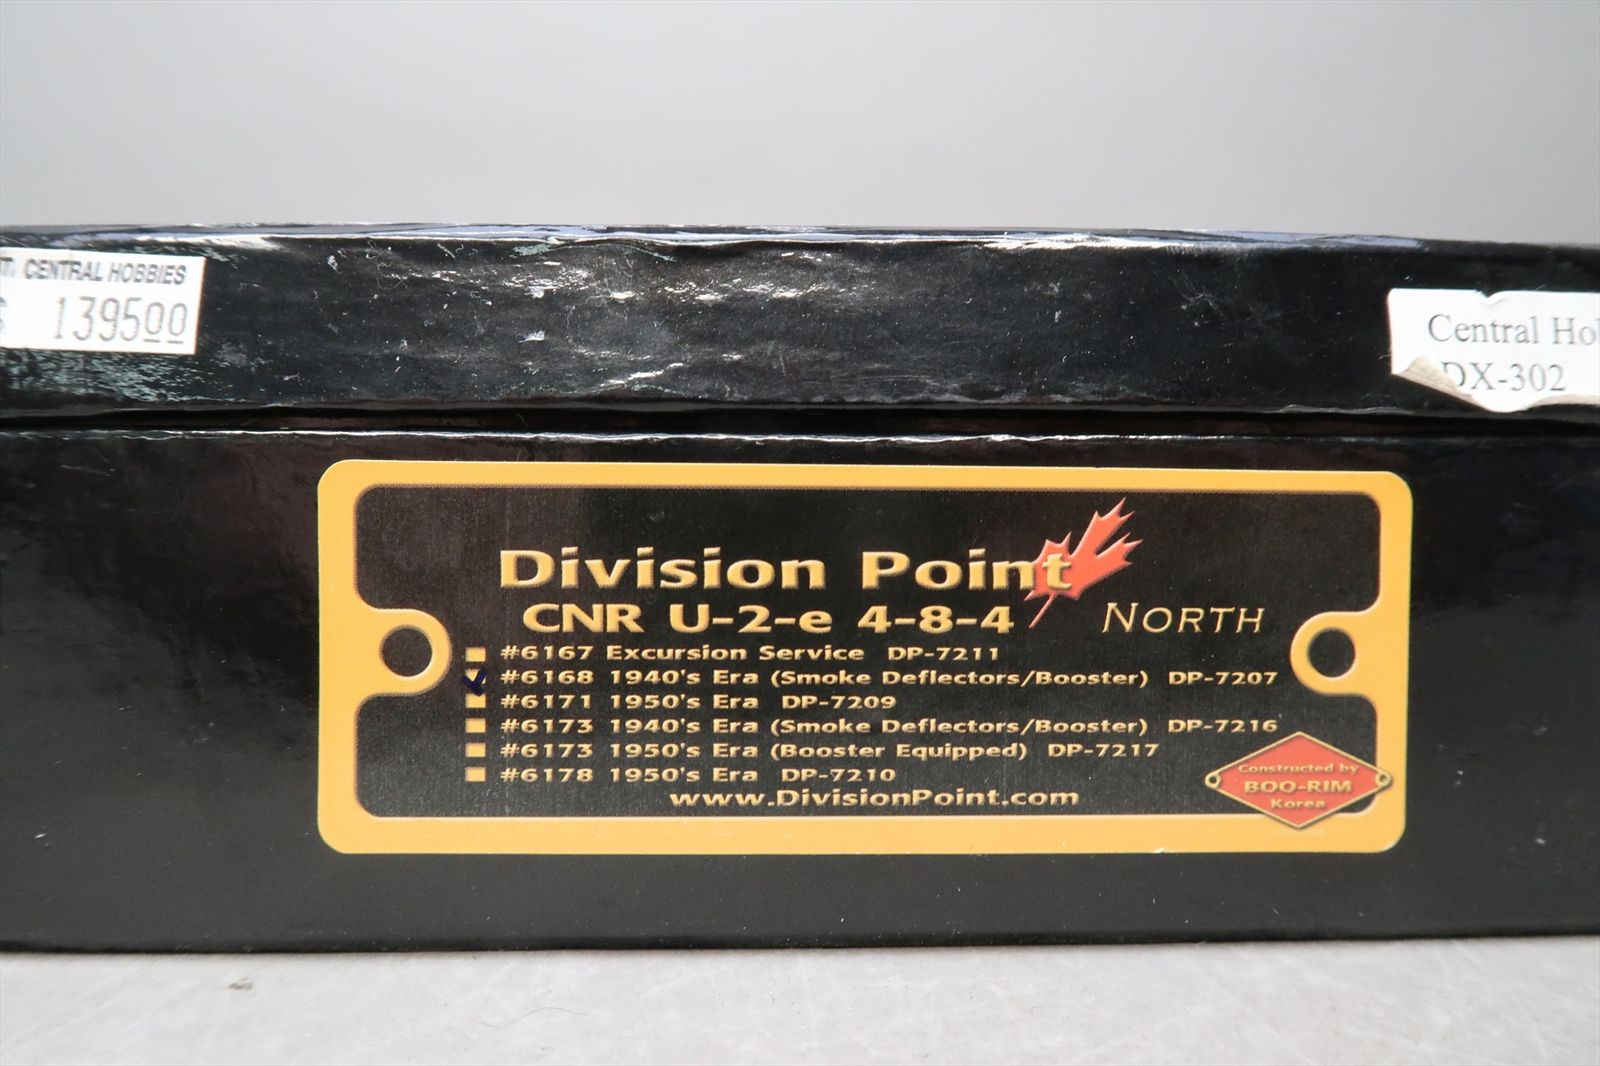 CENTRAL HOBBIES
139500
Central Ho
DX-302
Division Point
CNR U-2-e 4-8-4 NORTH
#6167 Excursion Service DP-7211
#6168 1940's Era (Smoke Deflectors/Booster) DP-7207
#6171 1950's Era DP-7209
#6173 1940's Era (Smoke Deflectors/Booster) DP-7216
#6173 1950's Era (Booster Equipped) DP-7217
#6178 1950's Era DP-7210
www.DivisionPoint.com
Constructed by
BOO-RIM
Korea